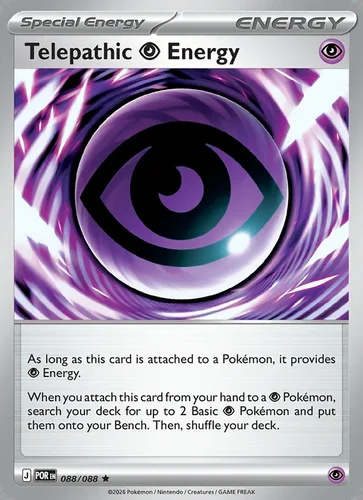 Special Energy ENERGY
Telepathic Energy
As long as this card is attached to a Pokémon, it provides
Energy.
When you attach this card from your hand to a Pokémon,
search your deck for up to 2 Basic Pokémon and put
them onto your Bench. Then, shuffle your deck.
J POR EN 088/088 ★
©2026 Pokémon / Nintendo / Creatures / GAME FREAK